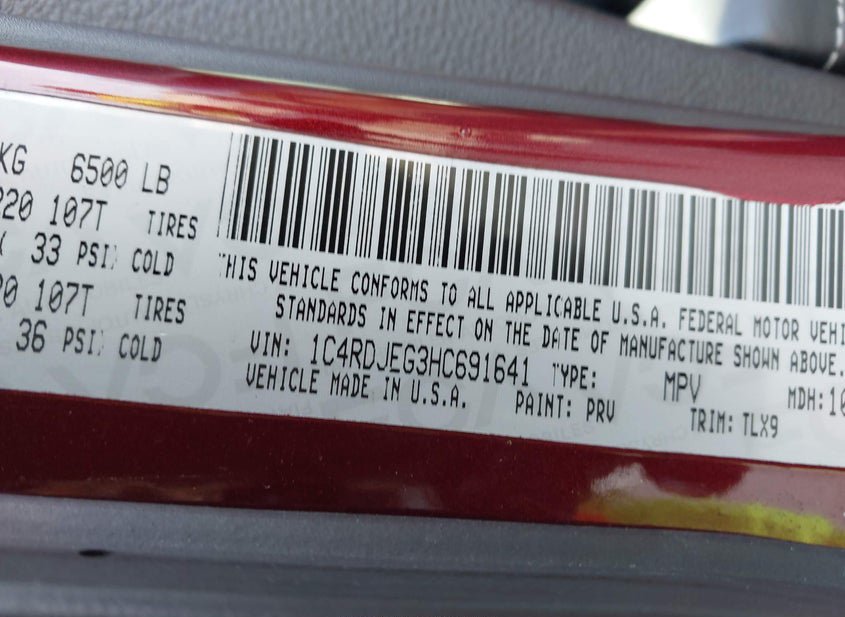 KG 6500 LB
20 107T TIRES
33 PSI) COLD
0 107T TIRES
36 PSI) COLD
THIS VEHICLE CONFORMS TO ALL APPLICABLE U.S.A. FEDERAL MOTOR VEHI
STANDARDS IN EFFECT ON THE DATE OF MANUFACTURE SHOWN ABOVE.
VIN: 1C4RDJEG3HC691641 TYPE: MPV MDH:10
VEHICLE MADE IN U.S.A. PAINT: PRV TRIM: TLX9